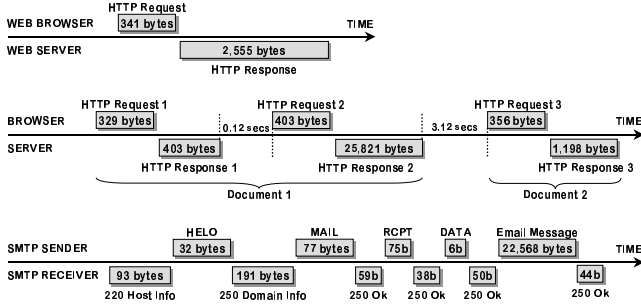 HTTP Request
WEB BROWSER 341 bytes TIME
WEB SERVER 2,555 bytes
HTTP Response
HTTP Request 1 HTTP Request 2 HTTP Request 3
BROWSER 329 bytes 0.12 secs 403 bytes 3.12 secs 356 bytes TIME
SERVER 403 bytes 25,821 bytes 1,198 bytes
HTTP Response 1 HTTP Response 2 HTTP Response 3
Document 1 Document 2
HELO MAIL RCPT DATA Email Message
SMTP SENDER 32 bytes 77 bytes 75b 6b 22,568 bytes TIME
SMTP RECEIVER 93 bytes 191 bytes 59b 38b 50b 44b
220 Host Info 250 Domain Info 250 Ok 250 Ok 250 Ok 250 Ok